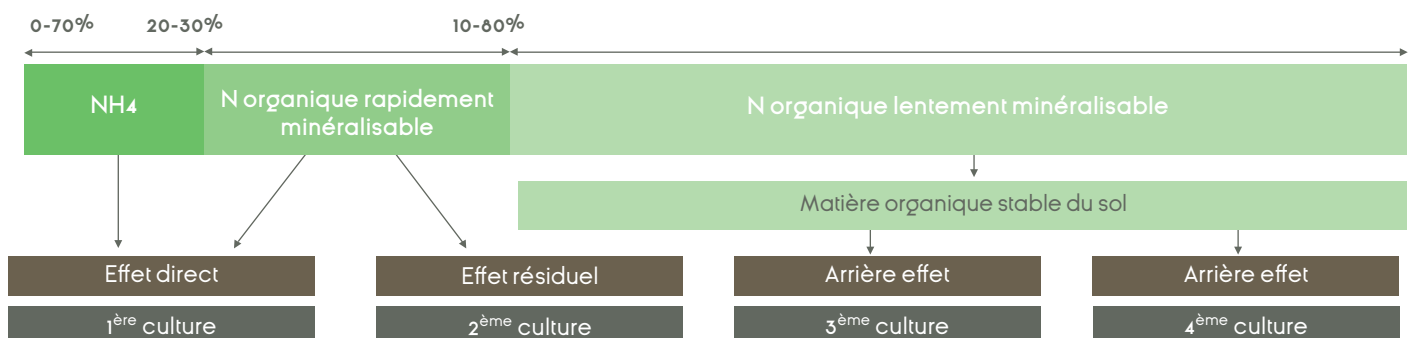 0-70%
20-30%
10-80%
NH4
N organique rapidement
minéralisable
N organique lentement minéralisable
Matière organique stable du sol
Effet direct
Effet résiduel
Arrière effet
Arrière effet
1ère culture
2ème culture
3ème culture
4ème culture